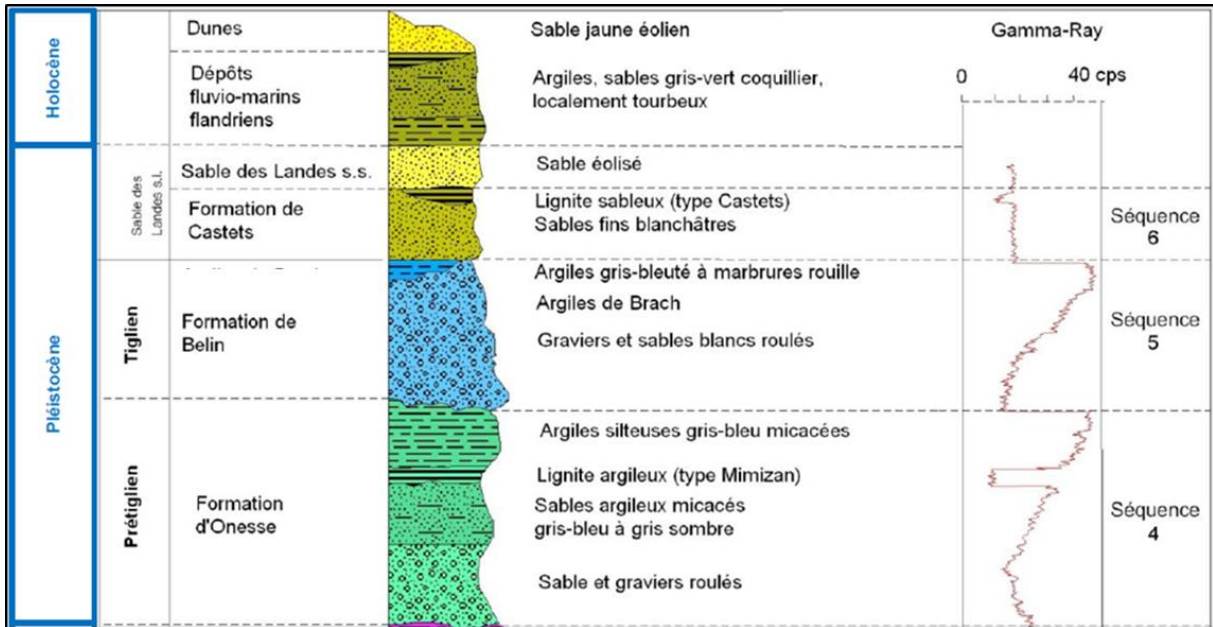 Holocène
Dunes
Sable jaune éolien
Gamma-Ray
0
40 cps
Dépôts
fluvio-marins
flandriens
Argiles, sables gris-vert coquillier,
localement tourbeux
Pléistocène
Sable des
Landes s.l.
Sable des Landes s.s.
Sable éolisé
Formation de
Castets
Lignite sableux (type Castets)
Sables fins blanchâtres
Séquence
6
Tiglien
Formation de
Belin
Argiles gris-bleuté à marbrures rouille
Argiles de Brach
Graviers et sables blancs roulés
Séquence
5
Prétiglien
Formation
d'Onesse
Argiles silteuses gris-bleu micacées
Lignite argileux (type Mimizan)
Sables argileux micacés
gris-bleu à gris sombre
Sable et graviers roulés
Séquence
4